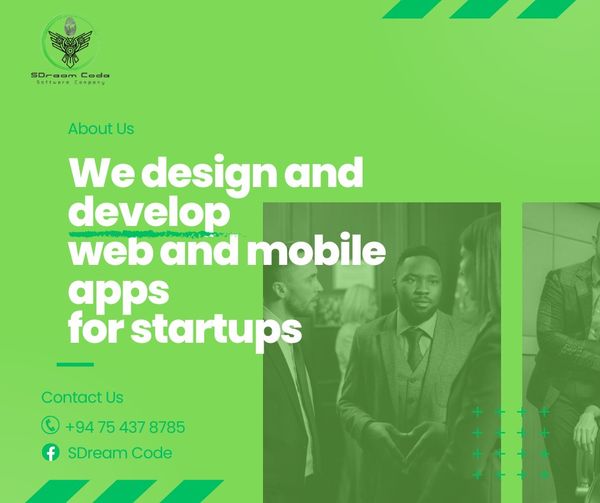 SDream Code
Software Company
About Us
We design and
develop
web and mobile
apps
for startups
Contact Us
+94 75 437 8785
SDream Code